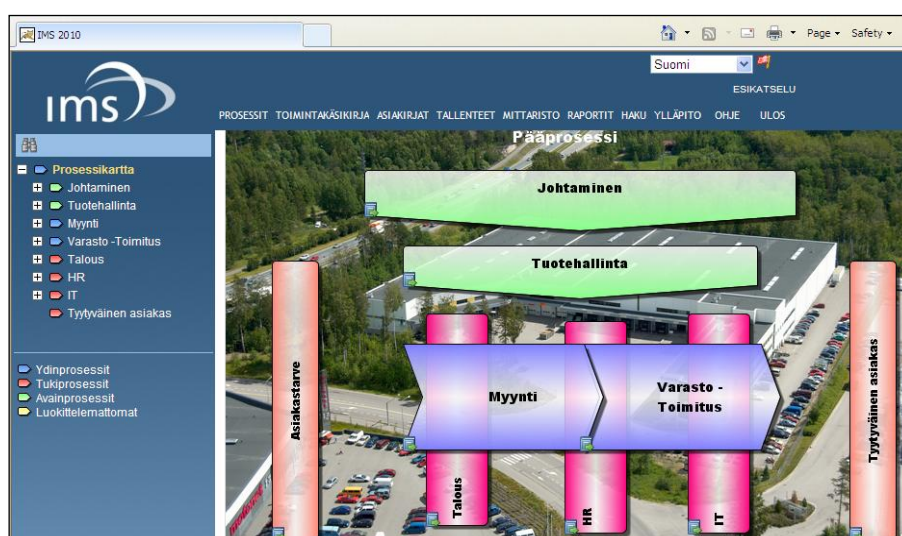 IMS 2010
Page
Safety
Suomi
ims
ESIKATSELU
PROSESSIT TOIMINTAKÄSIKIRJA ASIAKIRJAT TALLENTEET MITTARISTO RAPORTIT HAKU YLLÄPITO OHJE ULOS
Prosessikartta
Johtaminen
Tuotehallinta
Myynti
Varasto -Toimitus
Talous
HR
IT
Tyytyväinen asiakas
Ydinprosessit
Tukiprosessit
Avainprosessit
Luokittelemattomat
Pääprosessi
Johtaminen
Tuotehallinta
Asiakastarve
Myynti
Varasto -
Toimitus
Tyytyväinen asiakas
Talous
HR
IT